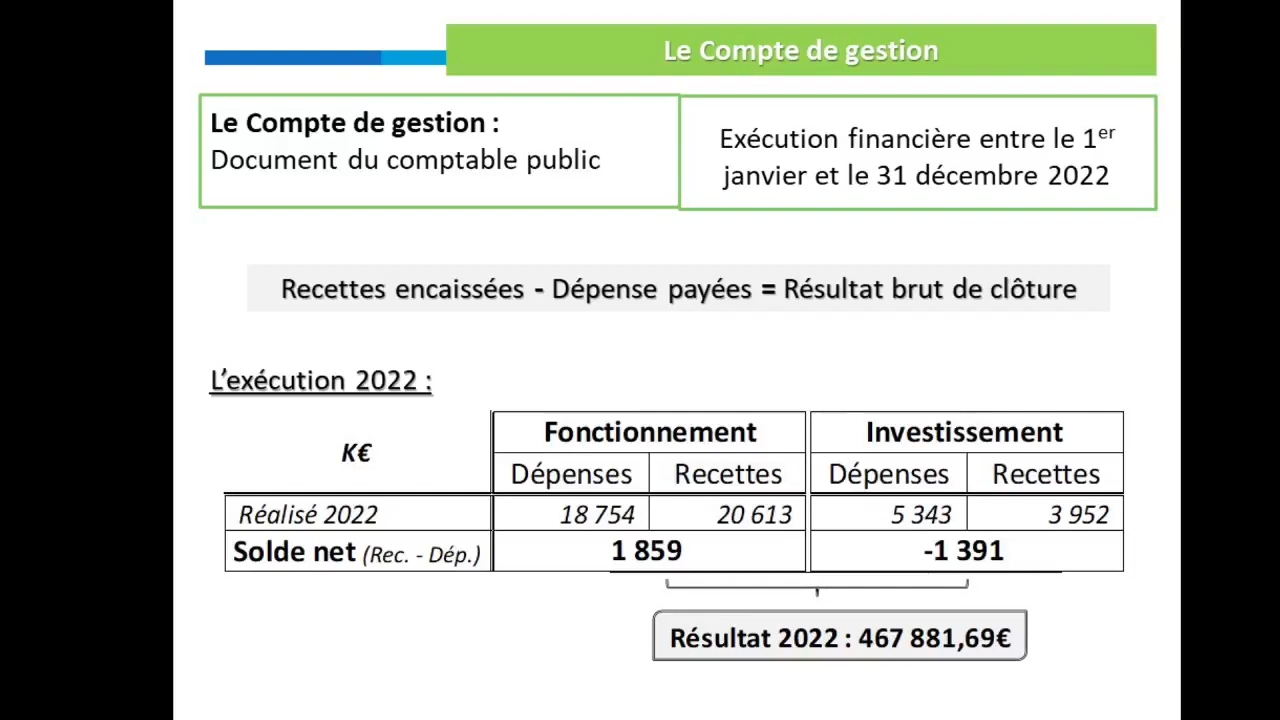 Le Compte de gestion
Le Compte de gestion :
Document du comptable public
Exécution financière entre le 1er
janvier et le 31 décembre 2022
Recettes encaissées - Dépense payées = Résultat brut de clôture
L’exécution 2022 :
K€
Fonctionnement
Investissement
Dépenses Recettes Dépenses Recettes
Réalisé 2022 18 754 20 613 5 343 3 952
Solde net (Rec. - Dép.) 1 859 -1 391
Résultat 2022 : 467 881,69€